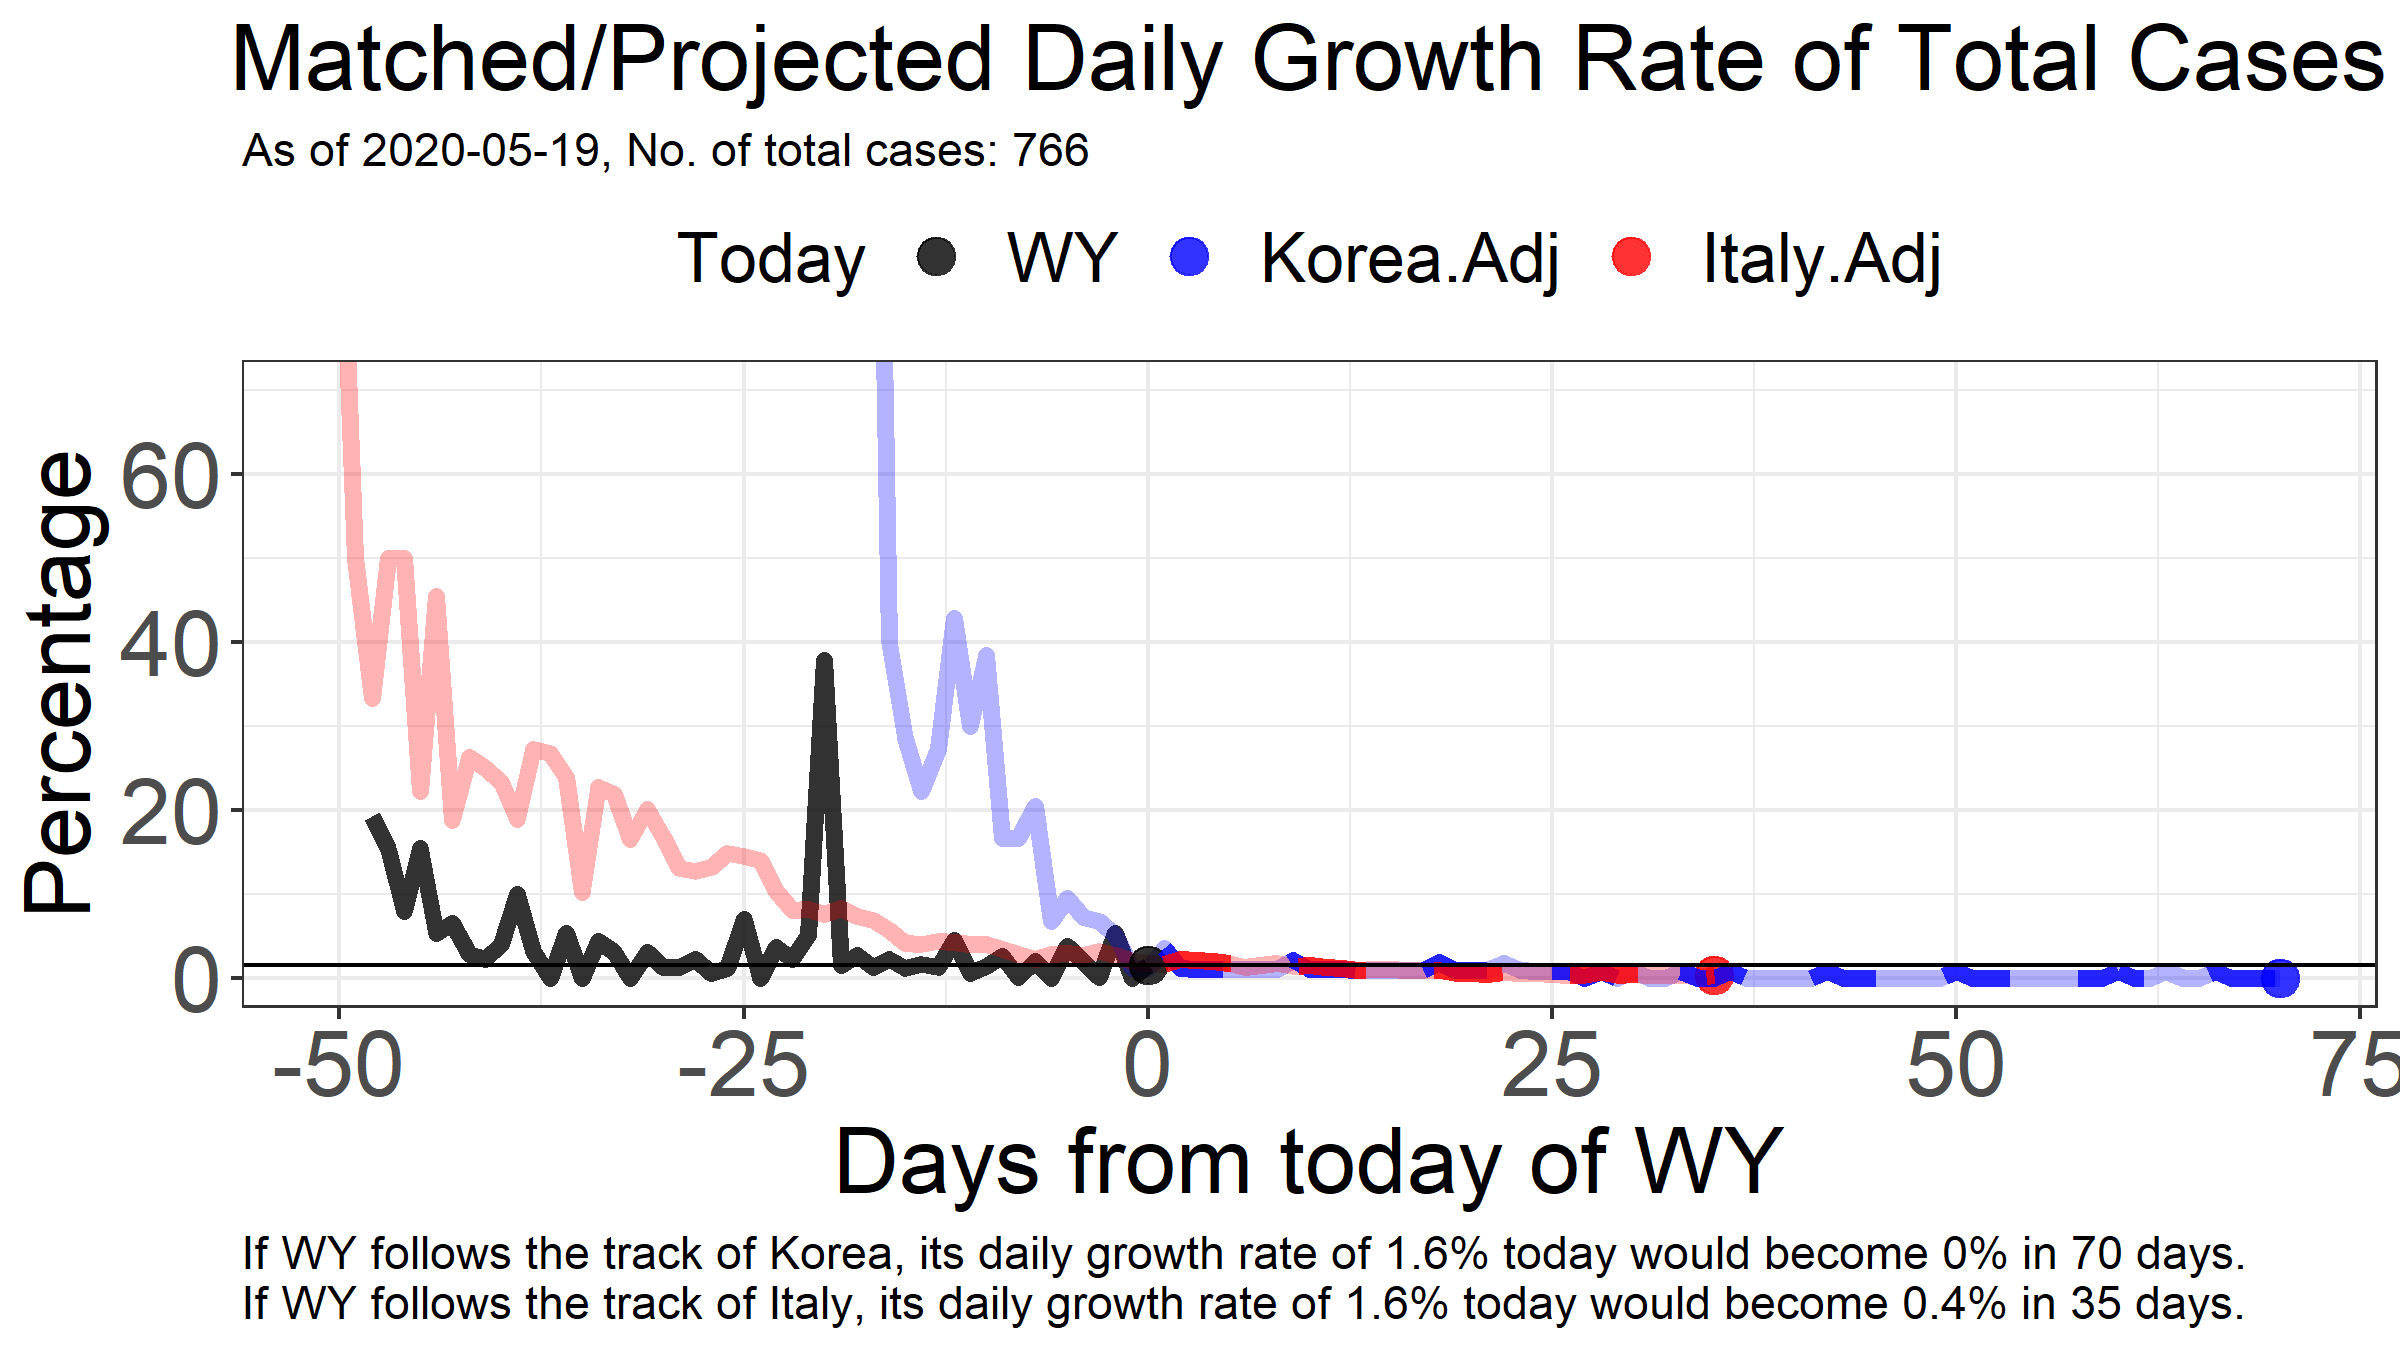 Matched/Projected Daily Growth Rate of Total Cases
As of 2020-05-19, No. of total cases: 766
Today WY Korea.Adj Italy.Adj
Percentage
60
40
20
0
-50 -25 0 25 50 75
Days from today of WY
If WY follows the track of Korea, its daily growth rate of 1.6% today would become 0% in 70 days.
If WY follows the track of Italy, its daily growth rate of 1.6% today would become 0.4% in 35 days.